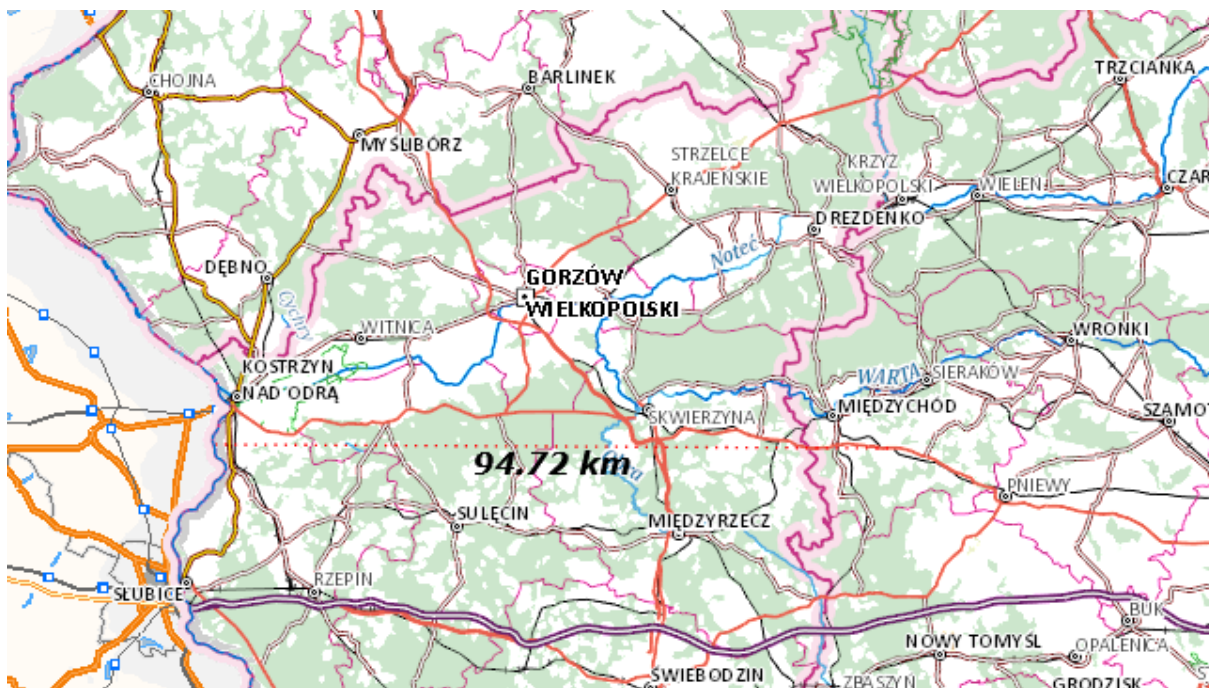 TRZCIANKA
CHOJNA
BARLINEK
MYŚLIBÓRZ
STRZELCE
KRAJEŃSKIE
KRZYŻ
WIELKOPOLSKI
WIELEŃ
CZAR
DREZDENKO
Noteć
DĘBNO
GORZÓW
WIELKOPOLSKI
Cychry
WITNICA
WRONKI
KOSTRZYN
NAD ODRĄ
WARTA
SIERAKÓW
SKWIERZYNA
MIĘDZYCHÓD
SZAMOT
94.72 km
PNIEWY
SULĘCIN
MIĘDZYRZECZ
RZEPIN
SŁUBICE
BUK
NOWY TOMYŚL
OPALENICA
ŚWIEBODZIN
ZBĄSZYŃ
GRODZISK